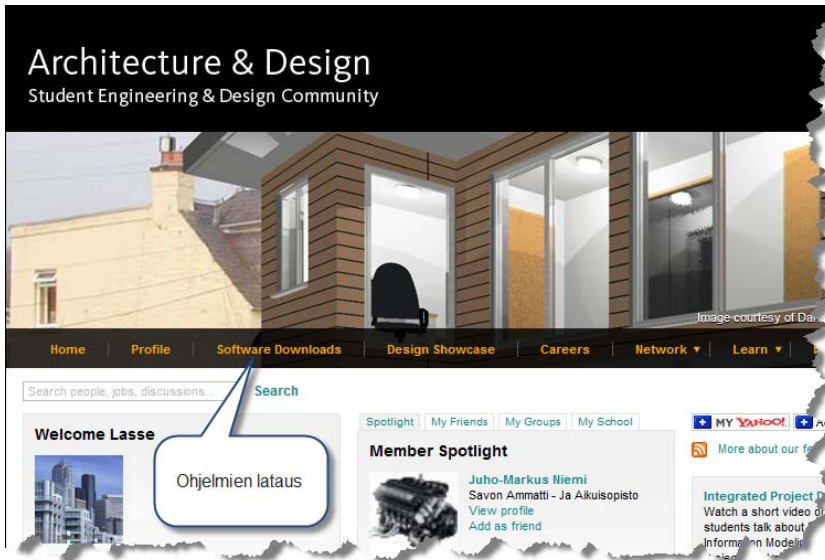 Architecture & Design
Student Engineering & Design Community
Image courtesy of
Home Profile Software Downloads Design Showcase Careers Network ▾ Learn ▾
Search people, jobs, discussions... Search
Welcome Lasse
Ohjelmien lataus
Spotlight My Friends My Groups My School
Member Spotlight
Juho-Markus Niemi
Savon Ammatti - Ja Aikuisopisto
View profile
Add as friend
MY YAHOO!
More about our
Integrated Project
Watch a short video
students talk about
Information